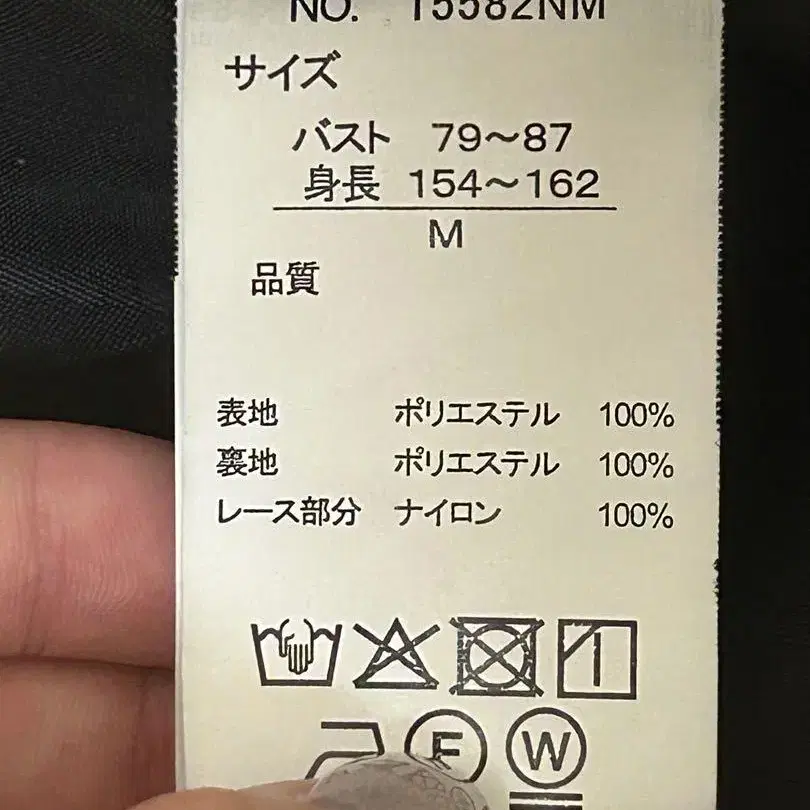 NO. 15582NM
サイズ
バスト 79～87
身長 154～162
M
品質
表地 ポリエステル 100%
裏地 ポリエステル 100%
レース部分 ナイロン 100%
F W